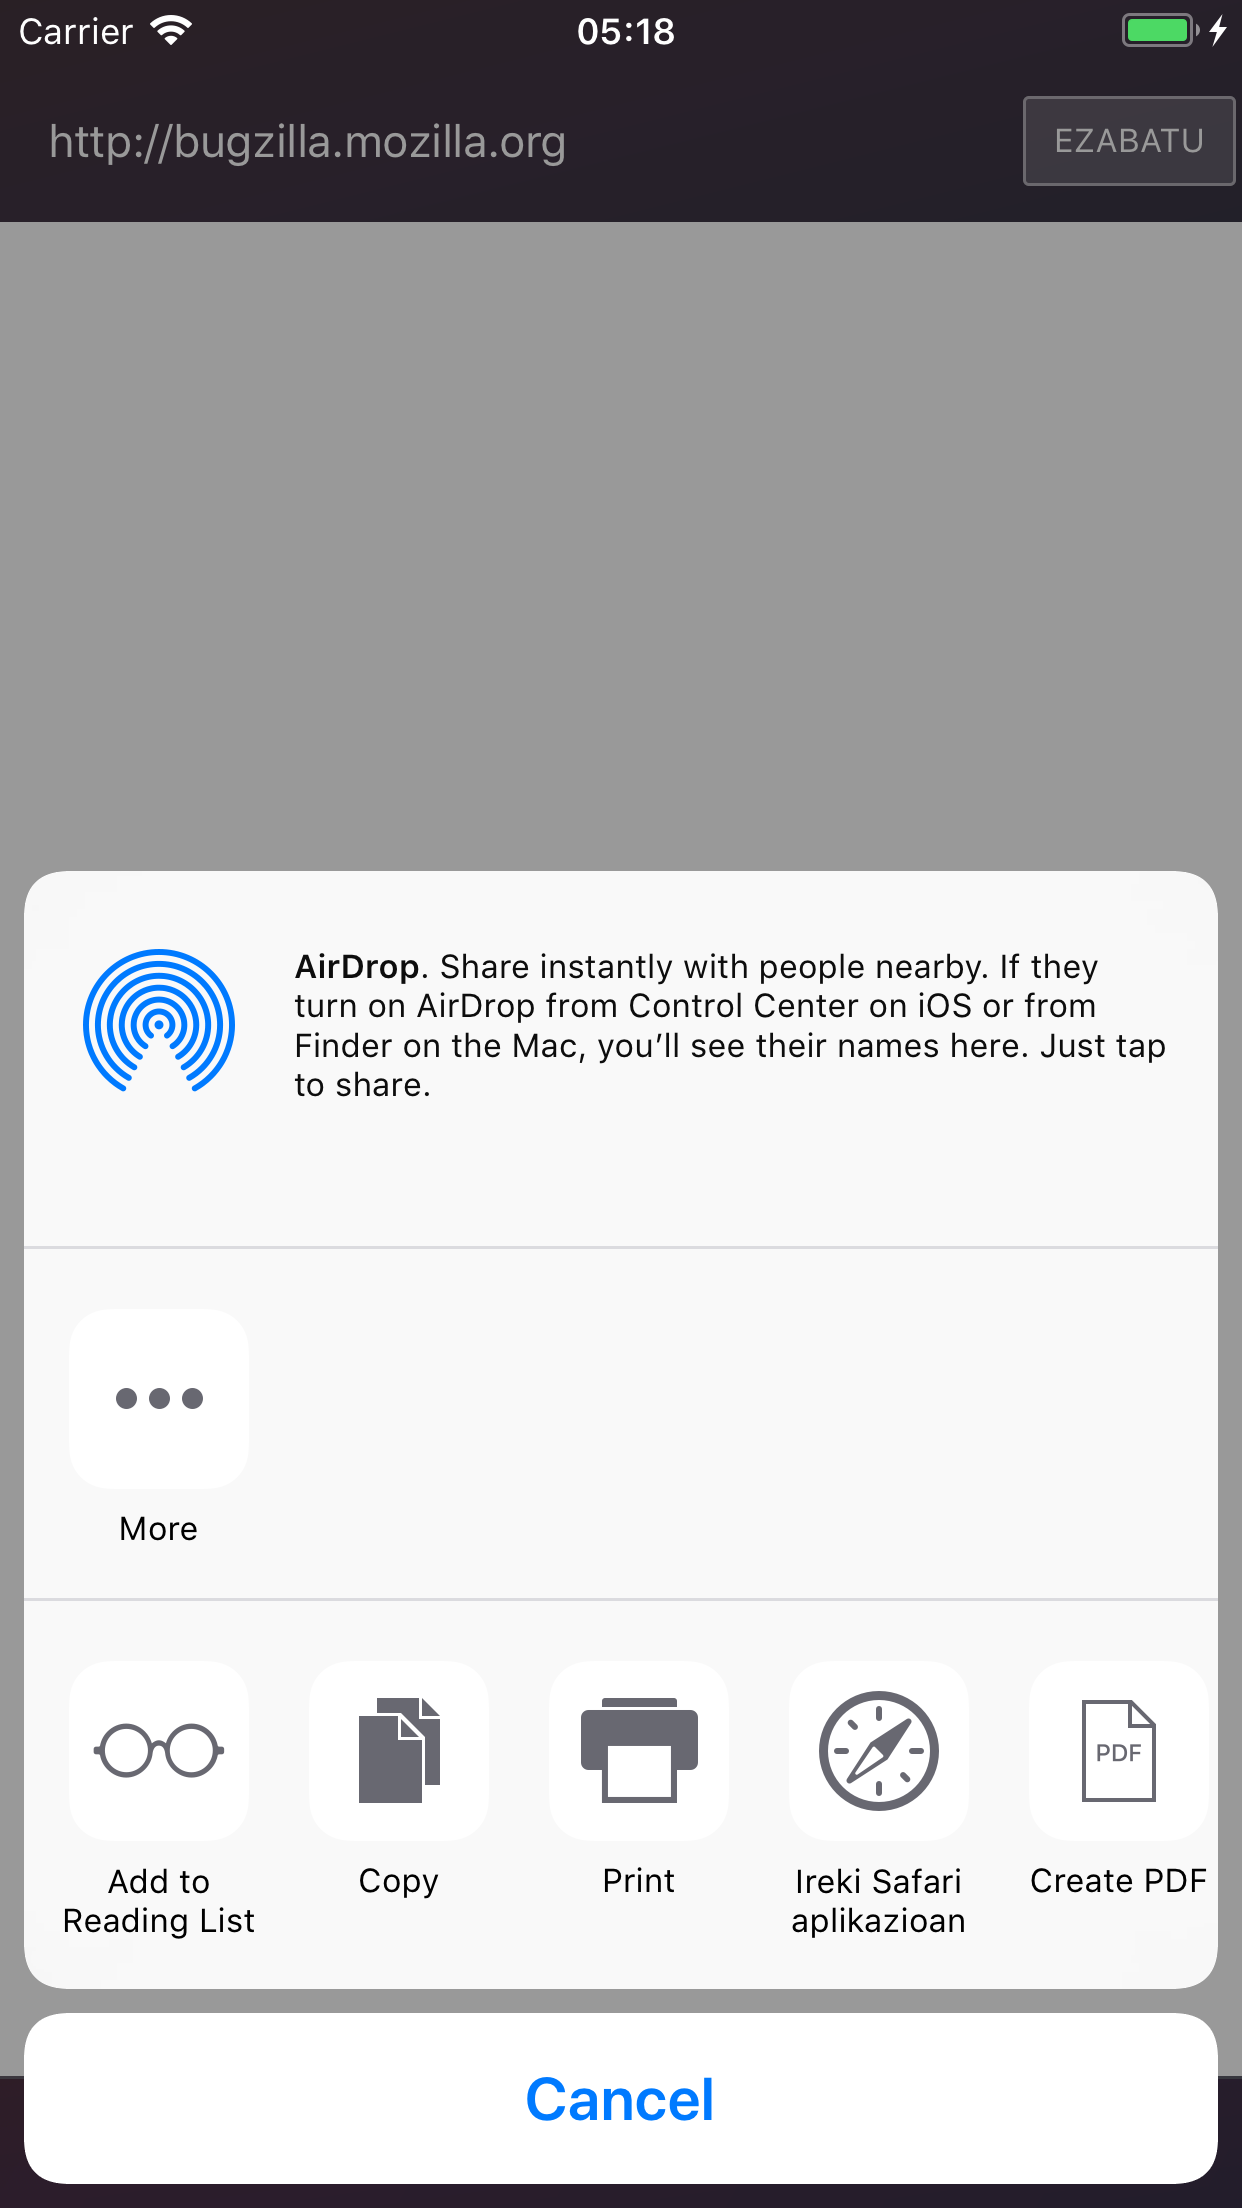 Carrier 05:18
http://bugzilla.mozilla.org EZABATU
AirDrop. Share instantly with people nearby. If they
turn on AirDrop from Control Center on iOS or from
Finder on the Mac, you’ll see their names here. Just tap
to share.
More
PDF
Add to
Reading List
Copy
Print
Ireki Safari
aplikazioan
Create PDF
Cancel